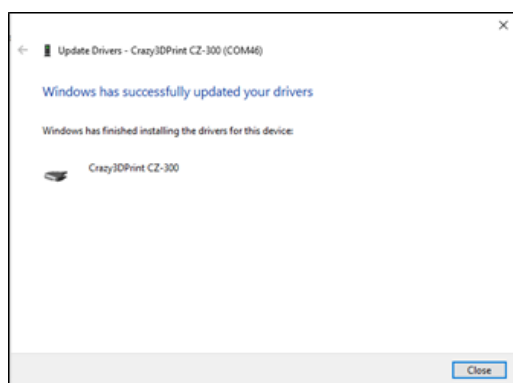 Update Drivers - Crazy3DPrint CZ-300 (COM46)
Windows has successfully updated your drivers
Windows has finished installing the drivers for this device:
Crazy3DPrint CZ-300
Close